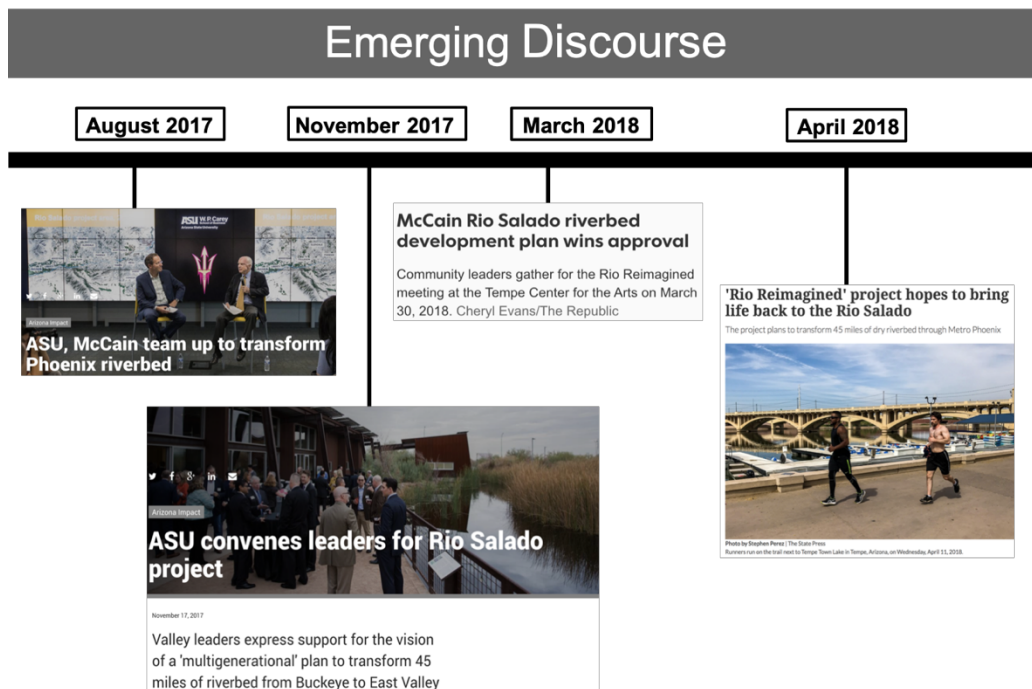 Emerging Discourse
August 2017
November 2017
March 2018
April 2018
ASU W. P. Carey
Arizona State University
Arizona Impact
ASU, McCain team up to transform
Phoenix riverbed
Arizona Impact
ASU convenes leaders for Rio Salado
project
November 17, 2017
Valley leaders express support for the vision
of a 'multigenerational' plan to transform 45
miles of riverbed from Buckeye to East Valley
McCain Rio Salado riverbed
development plan wins approval
Community leaders gather for the Rio Reimagined
meeting at the Tempe Center for the Arts on March
30, 2018. Cheryl Evans/The Republic
'Rio Reimagined' project hopes to bring
life back to the Rio Salado
The project plans to transform 45 miles of dry riverbed through Metro Phoenix
Photo by Stephen Perez | The State Press
Runners run on the trail next to Tempe Town Lake in Tempe, Arizona, on Wednesday, April 11, 2018.